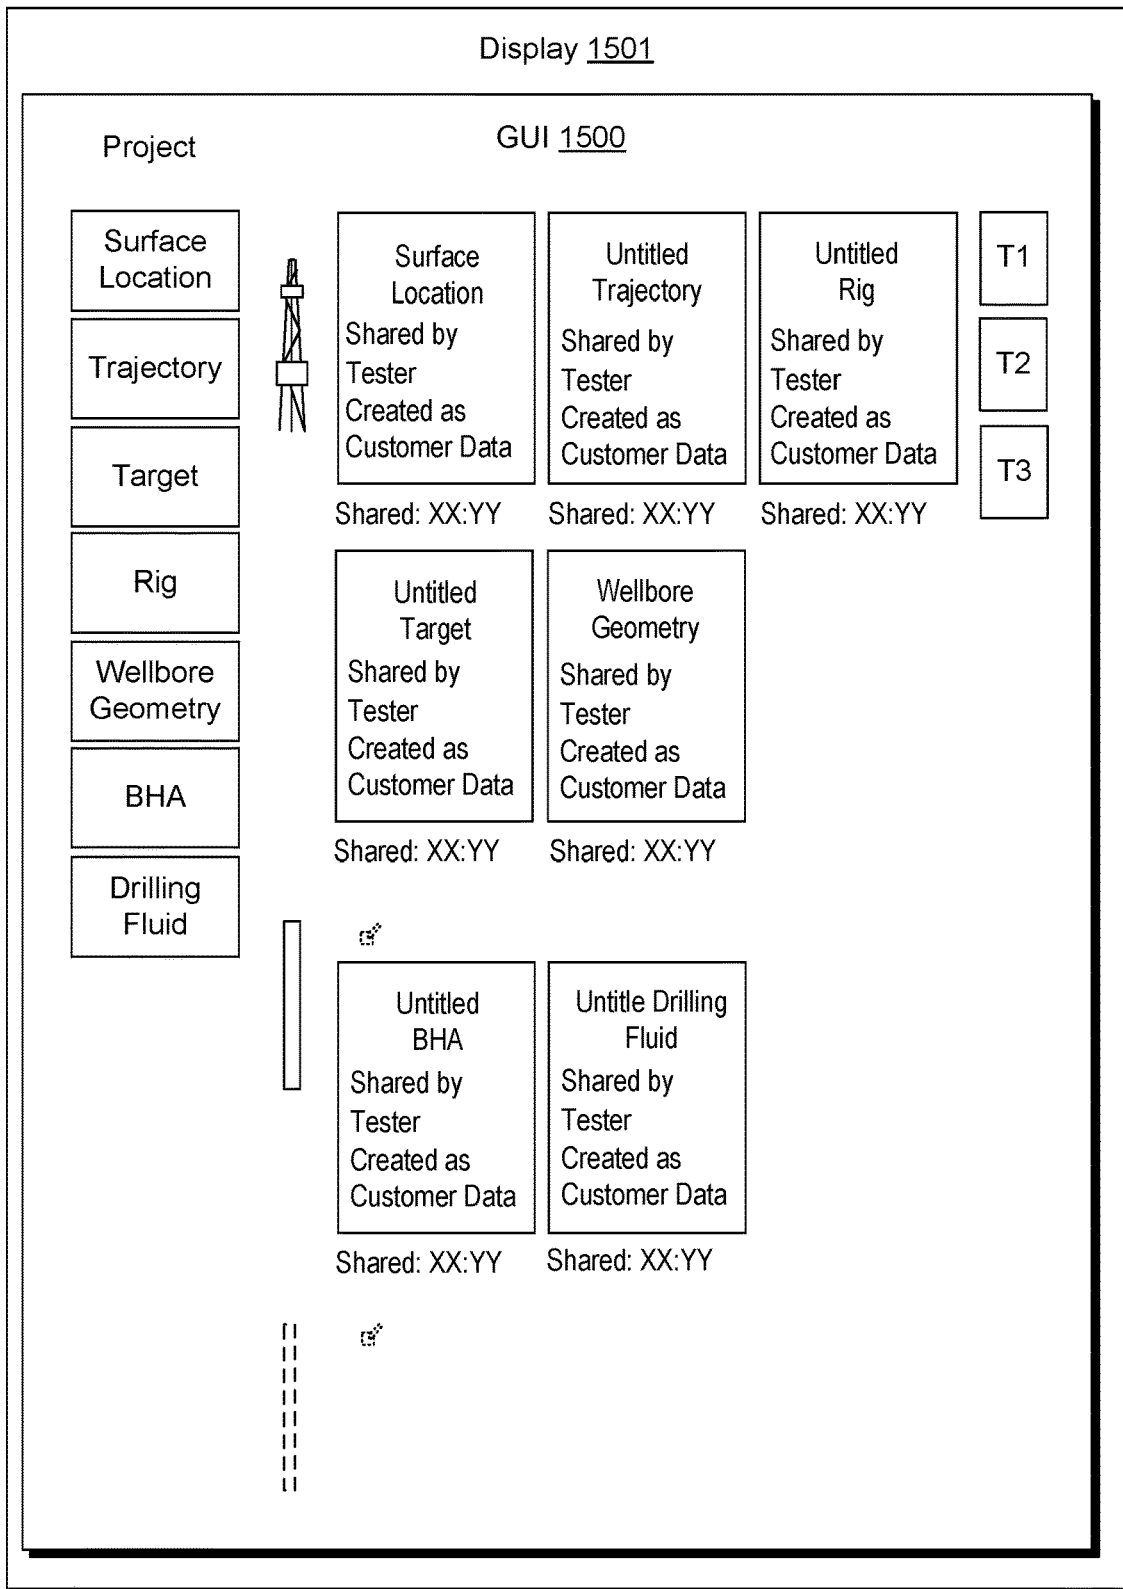 Display 1501
Project
GUI 1500
Surface
Location
Trajectory
Target
Rig
Wellbore
Geometry
BHA
Drilling
Fluid
Surface
Location
Shared by
Tester
Created as
Customer Data
Shared: XX:YY
Untitled
Trajectory
Shared by
Tester
Created as
Customer Data
Shared: XX:YY
Untitled
Rig
Shared by
Tester
Created as
Customer Data
Shared: XX:YY
T1
T2
T3
Untitled
Target
Shared by
Tester
Created as
Customer Data
Shared: XX:YY
Wellbore
Geometry
Shared by
Tester
Created as
Customer Data
Shared: XX:YY
Untitled
BHA
Shared by
Tester
Created as
Customer Data
Shared: XX:YY
Untitle Drilling
Fluid
Shared by
Tester
Created as
Customer Data
Shared: XX:YY